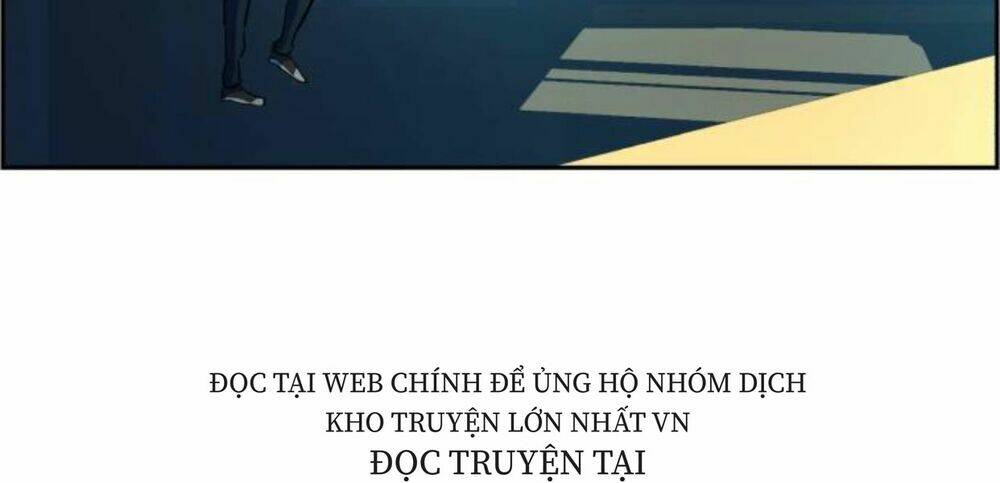 ĐỌC TẠI WEB CHÍNH ĐỂ ỦNG HỘ NHÓM DỊCH
KHO TRUYỆN LỚN NHẤT VN
ĐỌC TRUYỆN TẠI